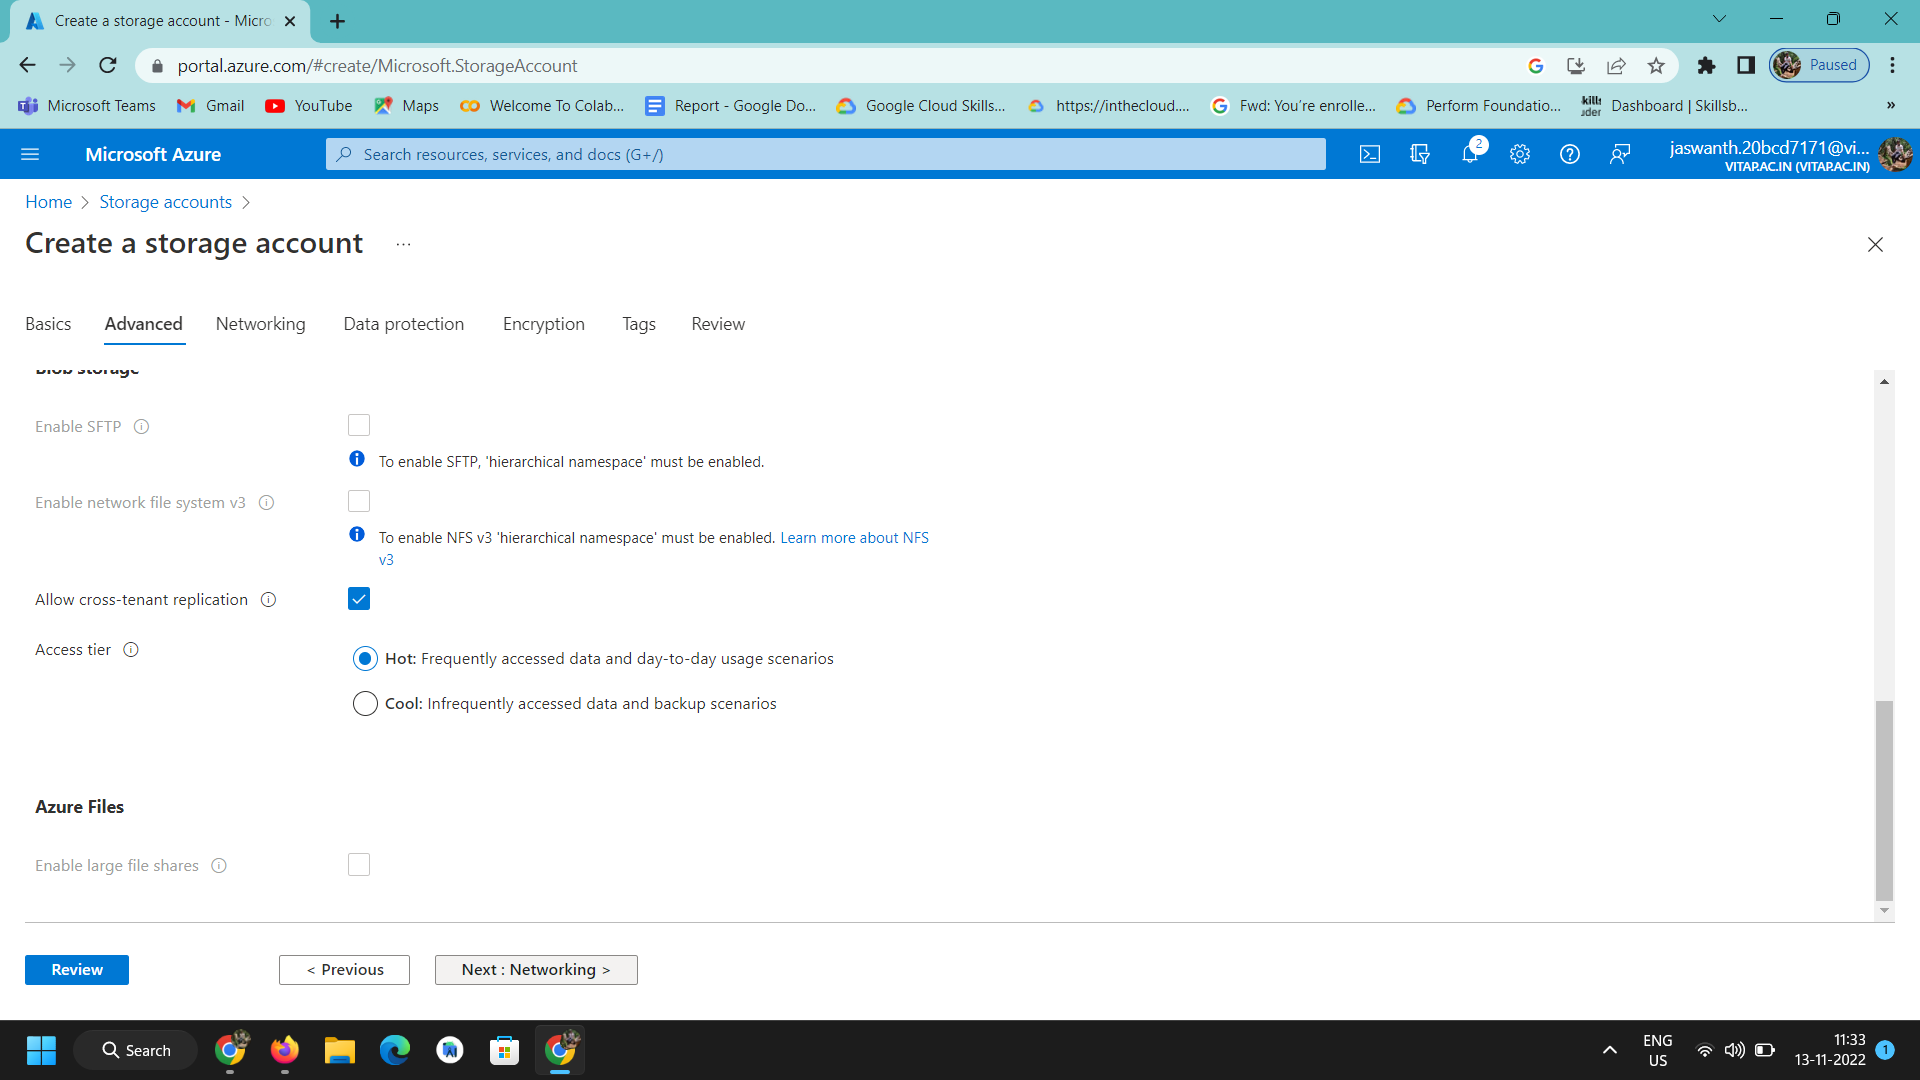 Create a storage account - Micro
portal.azure.com/#create/Microsoft.StorageAccount
Paused
Microsoft Teams
Gmail
YouTube
Maps
Welcome To Colab...
Report - Google Do...
Google Cloud Skills...
https://inthecloud....
Fwd: You're enrolle...
Perform Foundatio...
Dashboard | Skillsb...
»
Microsoft Azure
Search resources, services, and docs (G+/)
2
jaswanth.20bcd7171@vi...
VITAP.AC.IN (VITAP.AC.IN)
Home > Storage accounts >
Create a storage account ...
Basics
Advanced
Networking
Data protection
Encryption
Tags
Review
Blob storage
Enable SFTP
To enable SFTP, 'hierarchical namespace' must be enabled.
Enable network file system v3
To enable NFS v3 'hierarchical namespace' must be enabled. Learn more about NFS
v3
Allow cross-tenant replication
Access tier
Hot: Frequently accessed data and day-to-day usage scenarios
Cool: Infrequently accessed data and backup scenarios
Azure Files
Enable large file shares
Review
< Previous
Next : Networking >
Search
ENG
US
11:33
13-11-2022
1